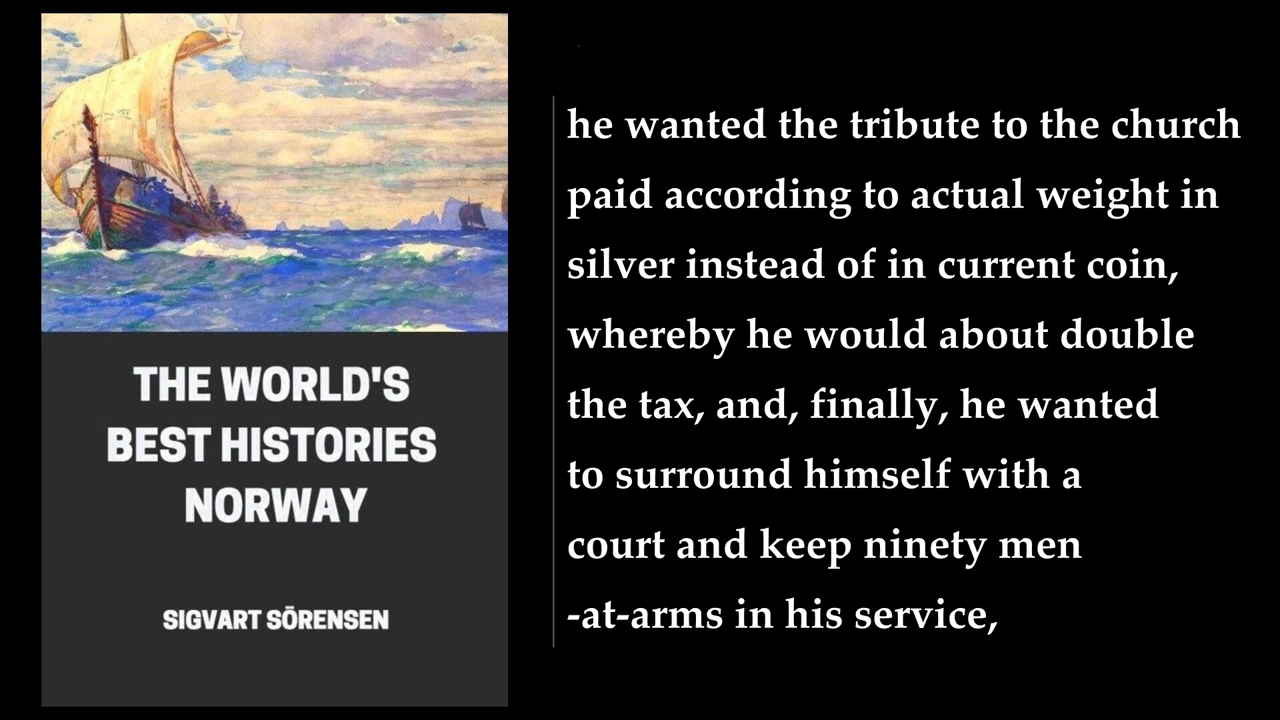 THE WORLD'S
BEST HISTORIES
NORWAY
SIGVART SÖRENSEN
he wanted the tribute to the church
paid according to actual weight in
silver instead of in current coin,
whereby he would about double
the tax, and, finally, he wanted
to surround himself with a
court and keep ninety men
-at-arms in his service,